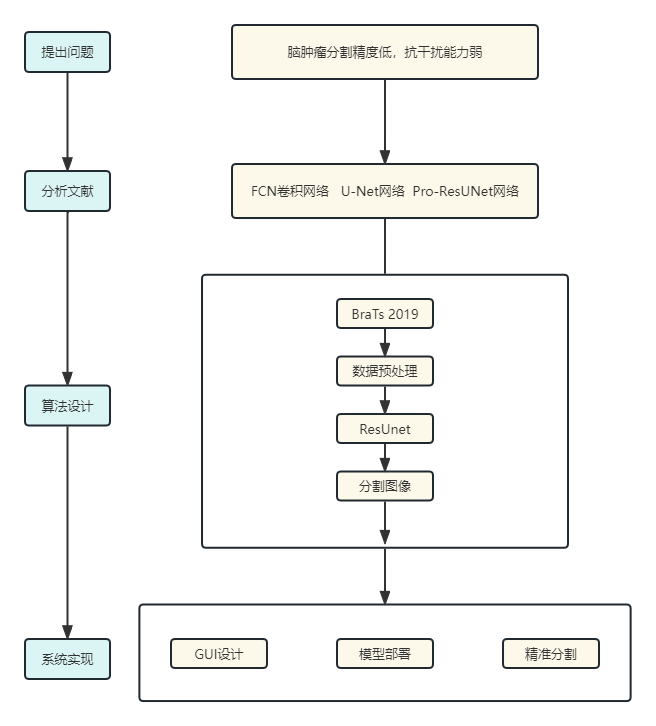 提出问题
脑肿瘤分割精度低，抗干扰能力弱
分析文献
FCN卷积网络 U-Net网络 Pro-ResUNet网络
BraTs 2019
数据预处理
算法设计
ResUnet
分割图像
系统实现
GUI设计
模型部署
精准分割